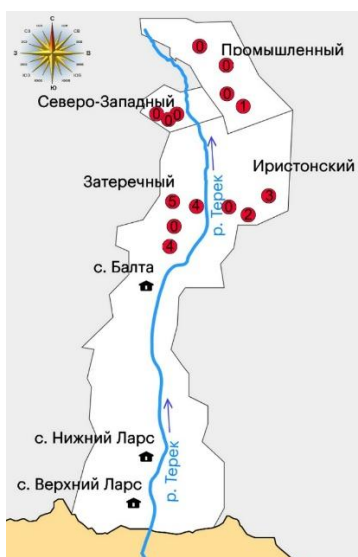 С
З
В
Ю
Промышленный
0
0
0
1
Северо-Западный
0
0
0
Иристонский
3
0
2
Затеречный
5
4
0
4
р. Терек
с. Балта
с. Нижний Ларс
с. Верхний Ларс
р. Терек